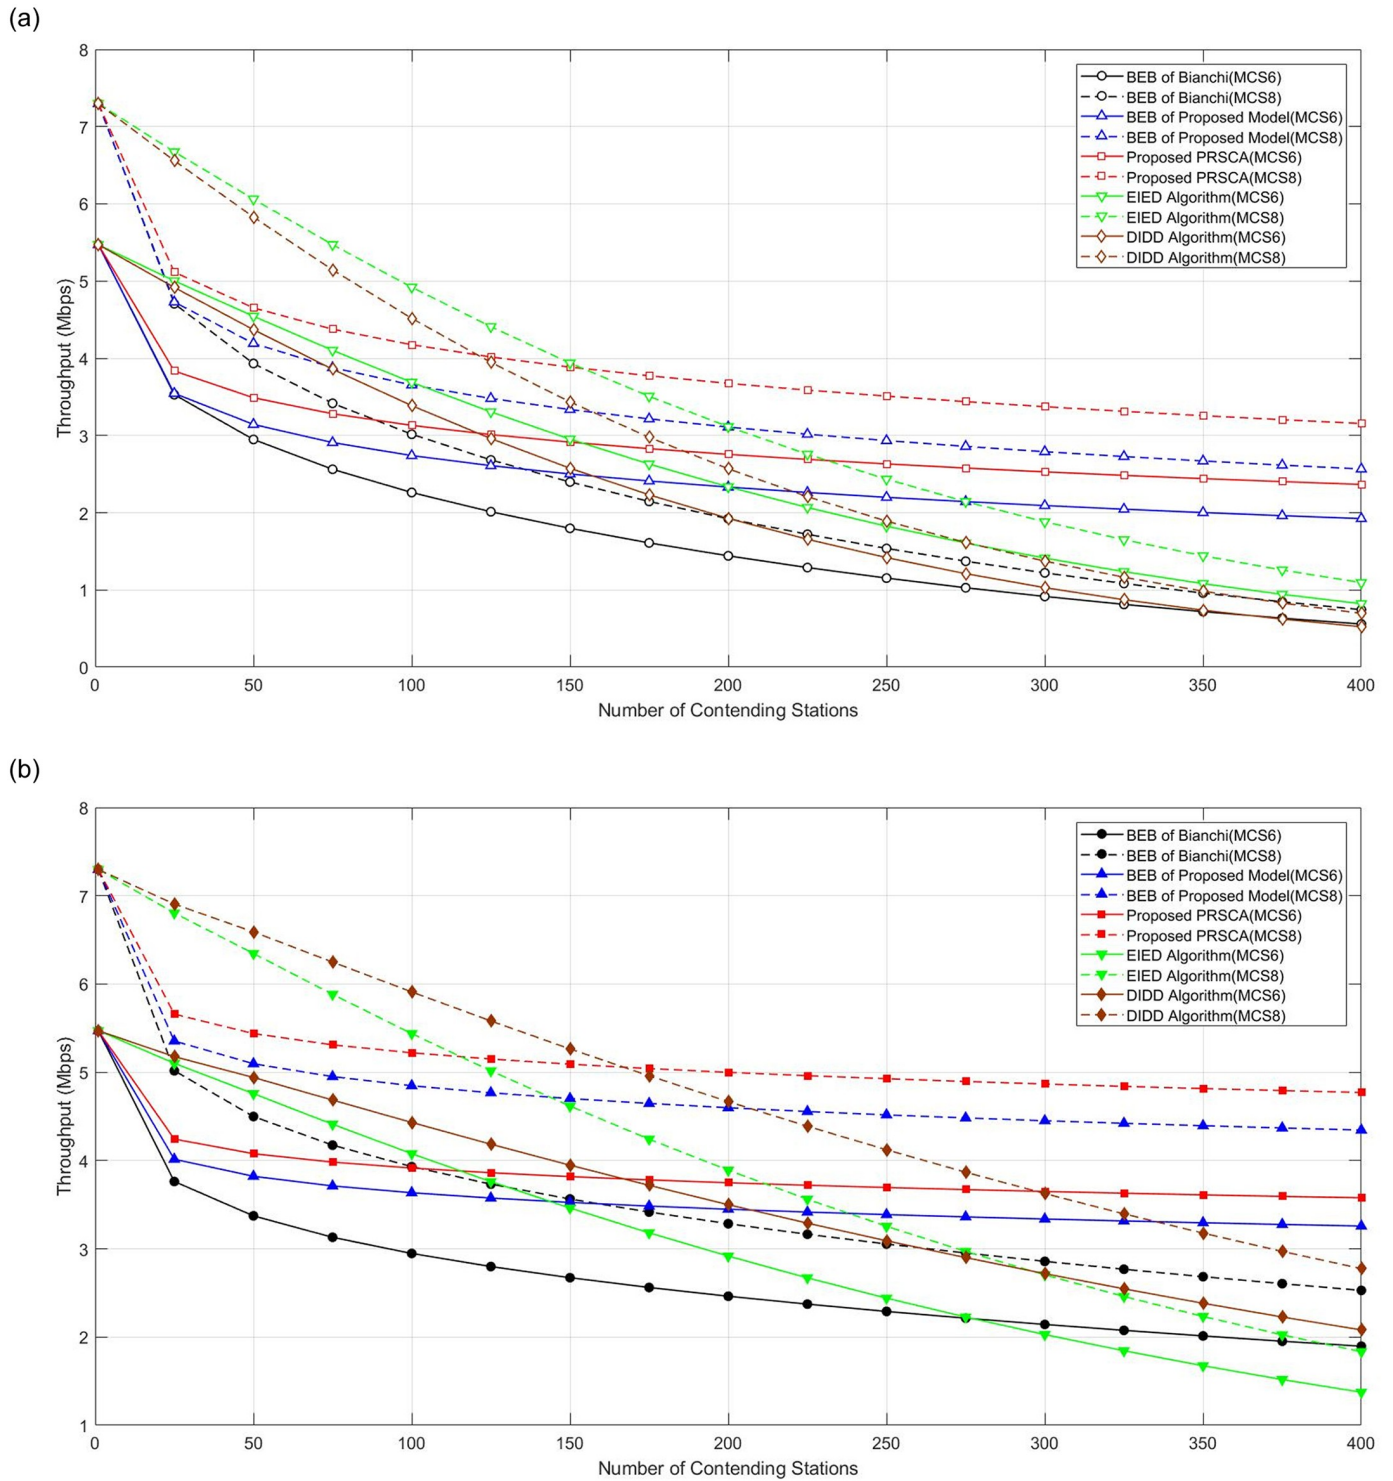 (a)
8
7
6
5
4
3
2
1
0
Throughput (Mbps)
BEB of Bianchi(MCS6)
BEB of Bianchi(MCS8)
BEB of Proposed Model(MCS6)
BEB of Proposed Model(MCS8)
Proposed PRSCA(MCS6)
Proposed PRSCA(MCS8)
EIED Algorithm(MCS6)
EIED Algorithm(MCS8)
DIDD Algorithm(MCS6)
DIDD Algorithm(MCS8)
0 50 100 150 200 250 300 350 400
Number of Contending Stations
(b)
8
7
6
5
4
3
2
1
Throughput (Mbps)
BEB of Bianchi(MCS6)
BEB of Bianchi(MCS8)
BEB of Proposed Model(MCS6)
BEB of Proposed Model(MCS8)
Proposed PRSCA(MCS6)
Proposed PRSCA(MCS8)
EIED Algorithm(MCS6)
EIED Algorithm(MCS8)
DIDD Algorithm(MCS6)
DIDD Algorithm(MCS8)
0 50 100 150 200 250 300 350 400
Number of Contending Stations